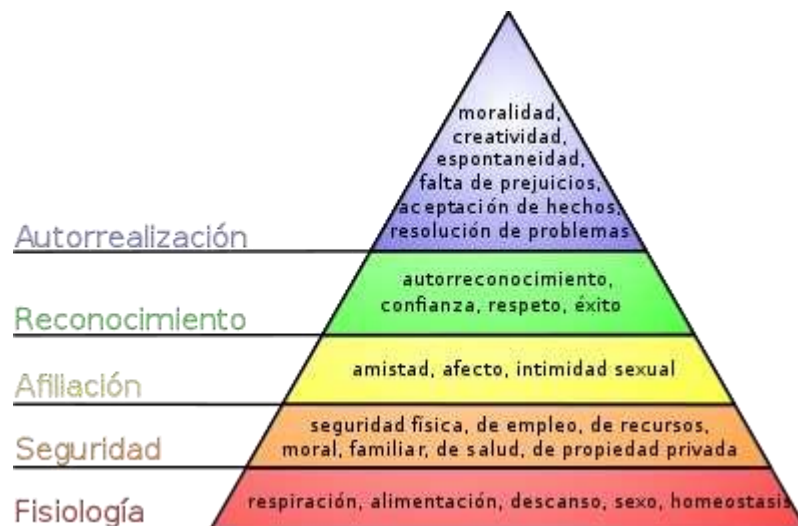 moralidad,
creatividad,
espontaneidad,
falta de prejuicios,
aceptación de hechos,
resolución de problemas
Autorrealización
autorreconocimiento,
confianza, respeto, éxito
Reconocimiento
amistad, afecto, intimidad sexual
Afiliación
seguridad física, de empleo, de recursos,
moral, familiar, de salud, de propiedad privada
Seguridad
respiración, alimentación, descanso, sexo, homeostasis
Fisiología